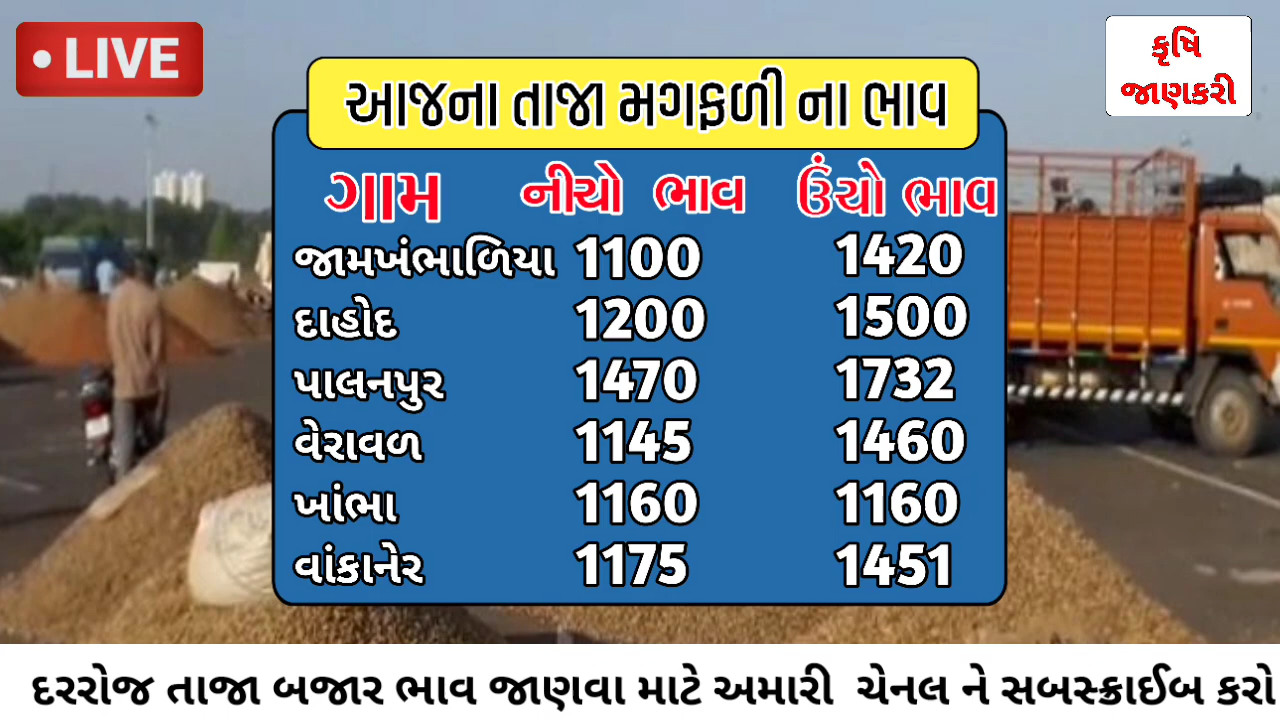 • LIVE
કૃષિ
જાણકરી
આજના તાજા મગફળી ના ભાવ
ગામ નીચો ભાવ ઉંચો ભાવ
જામખંભાળિયા 1100 1420
દાહોદ 1200 1500
પાલનપુર 1470 1732
વેરાવળ 1145 1460
ખાંભા 1160 1160
વાંકાનેર 1175 1451
દરરોજ તાજા બજાર ભાવ જાણવા માટે અમારી ચેનલ ને સબસ્ક્રાઈબ કરો